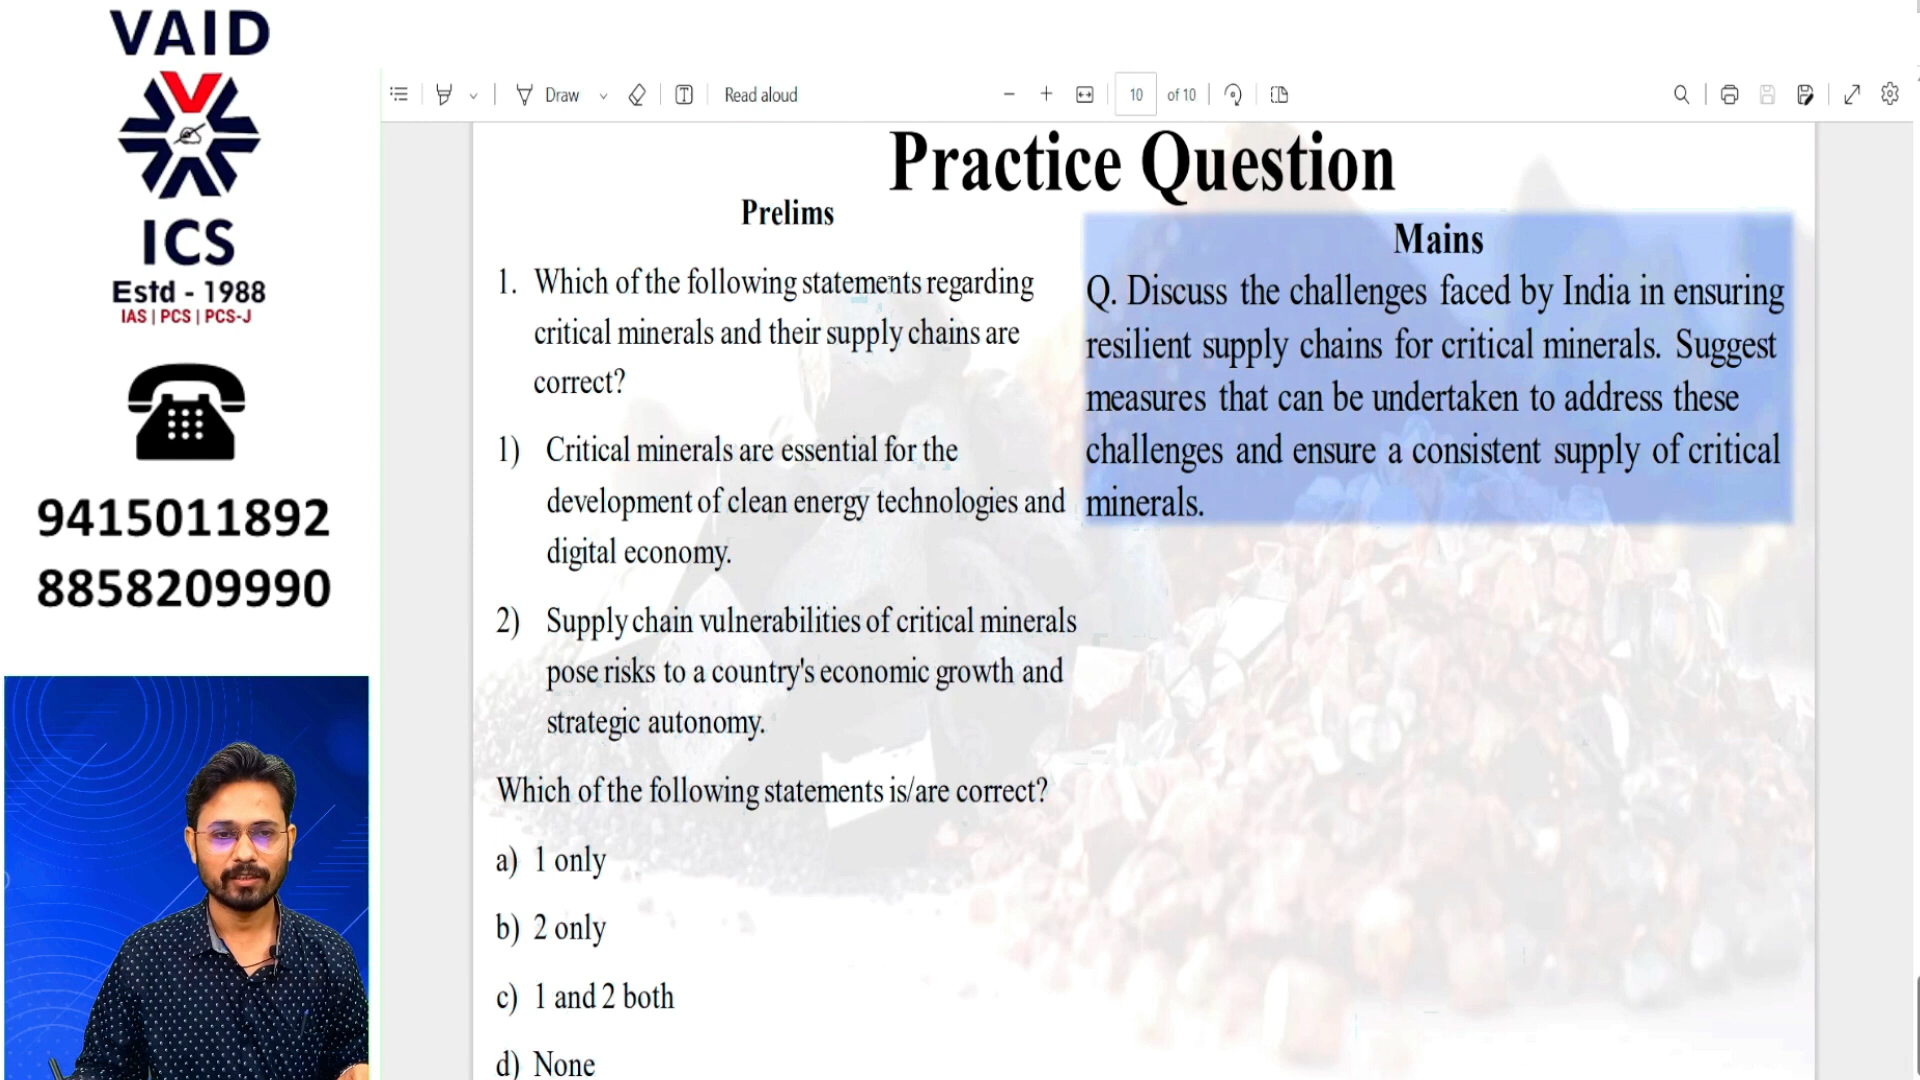 VAID
ICS
Estd - 1988
IAS | PCS | PCS-J
9415011892
8858209990
Draw
Read aloud
10 of 10
Practice Question
Prelims
1. Which of the following statements regarding
critical minerals and their supply chains are
correct?
1) Critical minerals are essential for the
development of clean energy technologies and
digital economy.
2) Supply chain vulnerabilities of critical minerals
pose risks to a country's economic growth and
strategic autonomy.
Which of the following statements is/are correct?
a) 1 only
b) 2 only
c) 1 and 2 both
d) None
Mains
Q. Discuss the challenges faced by India in ensuring
resilient supply chains for critical minerals. Suggest
measures that can be undertaken to address these
challenges and ensure a consistent supply of critical
minerals.